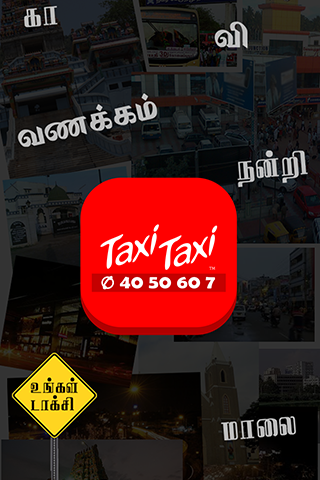 கா
வி
வணக்கம்
நன்றி
Taxi Taxi
™
✆ 40 50 60 7
உங்கள்
டாக்சி
மாலை